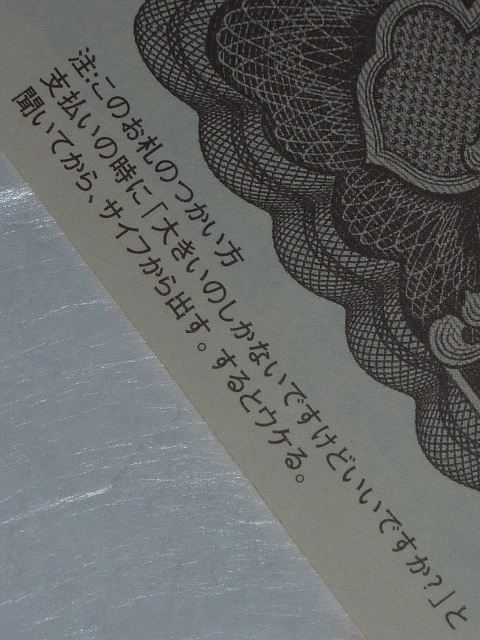 注:このお札のつかい方
支払いの時に「大きいのしかないですけどいいですか?」と
聞いてから、サイフから出す。するとウケる。